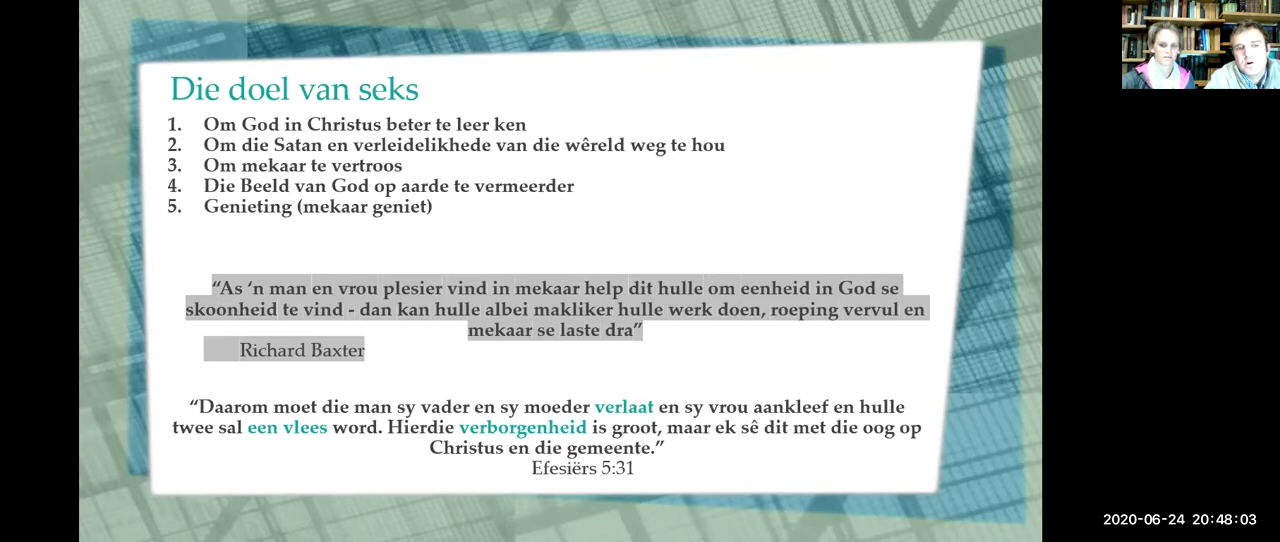 Die doel van seks
1. Om God in Christus beter te leer ken
2. Om die Satan en verleidelikhede van die wêreld weg te hou
3. Om mekaar te vertroos
4. Die Beeld van God op aarde te vermeerder
5. Genieting (mekaar geniet)
“As ‘n man en vrou plesier vind in mekaar help dit hulle om eenheid in God se
skoonheid te vind - dan kan hulle albei makliker hulle werk doen, roeping vervul en
mekaar se laste dra”
Richard Baxter
“Daarom moet die man sy vader en sy moeder verlaat en sy vrou aankleef en hulle
twee sal een vlees word. Hierdie verborgenheid is groot, maar ek sê dit met die oog op
Christus en die gemeente.”
Efesiërs 5:31
2020-06-24 20:48:03